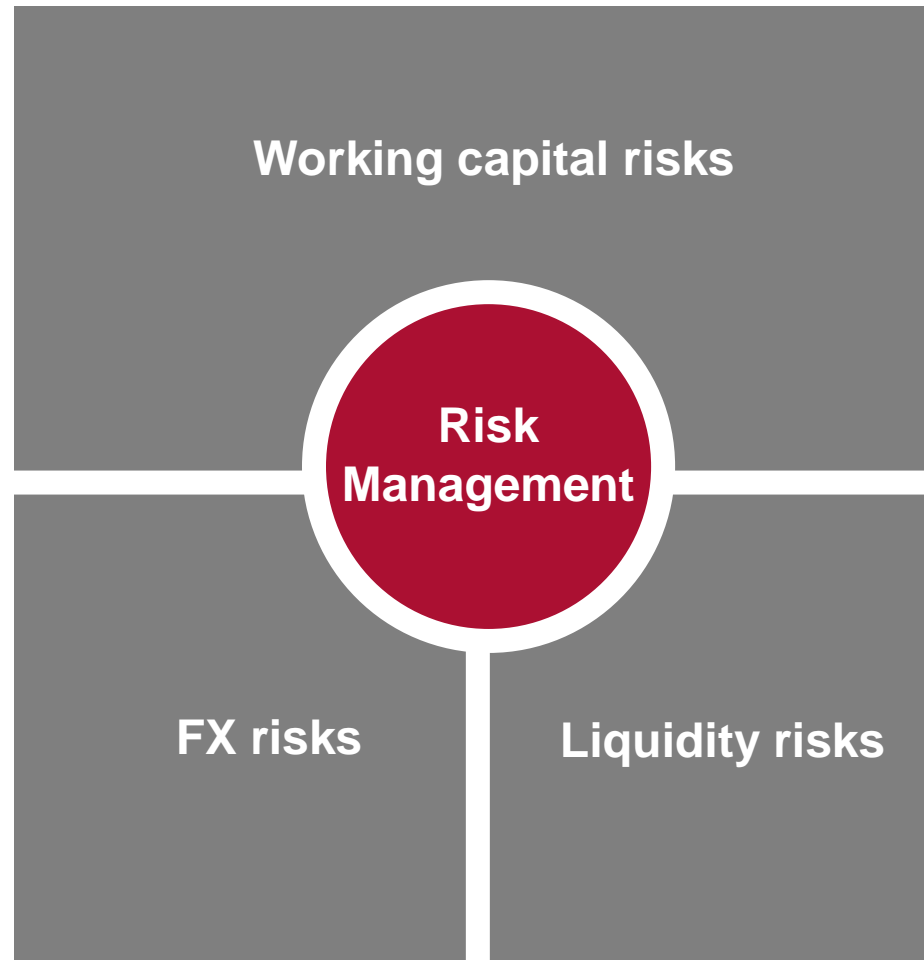 Working capital risks
Risk
Management
FX risks
Liquidity risks